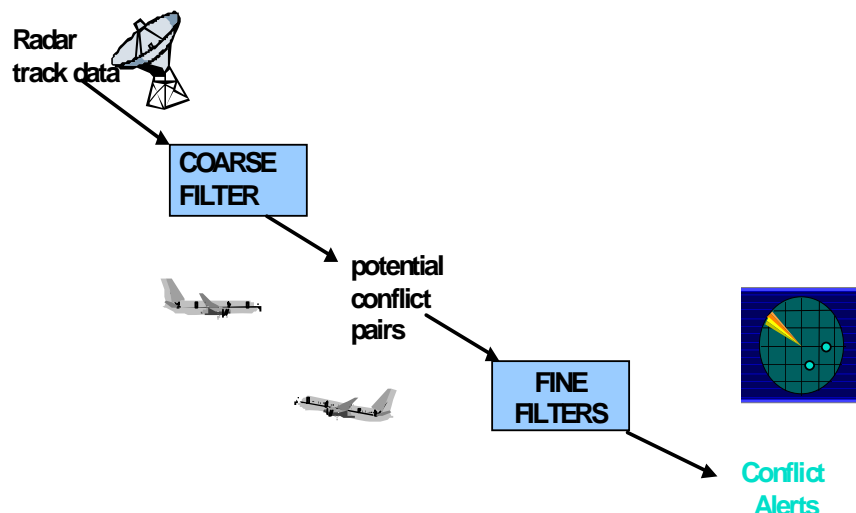 Radar
track data
COARSE
FILTER
potential
conflict
pairs
FINE
FILTERS
Conflict
Alerts